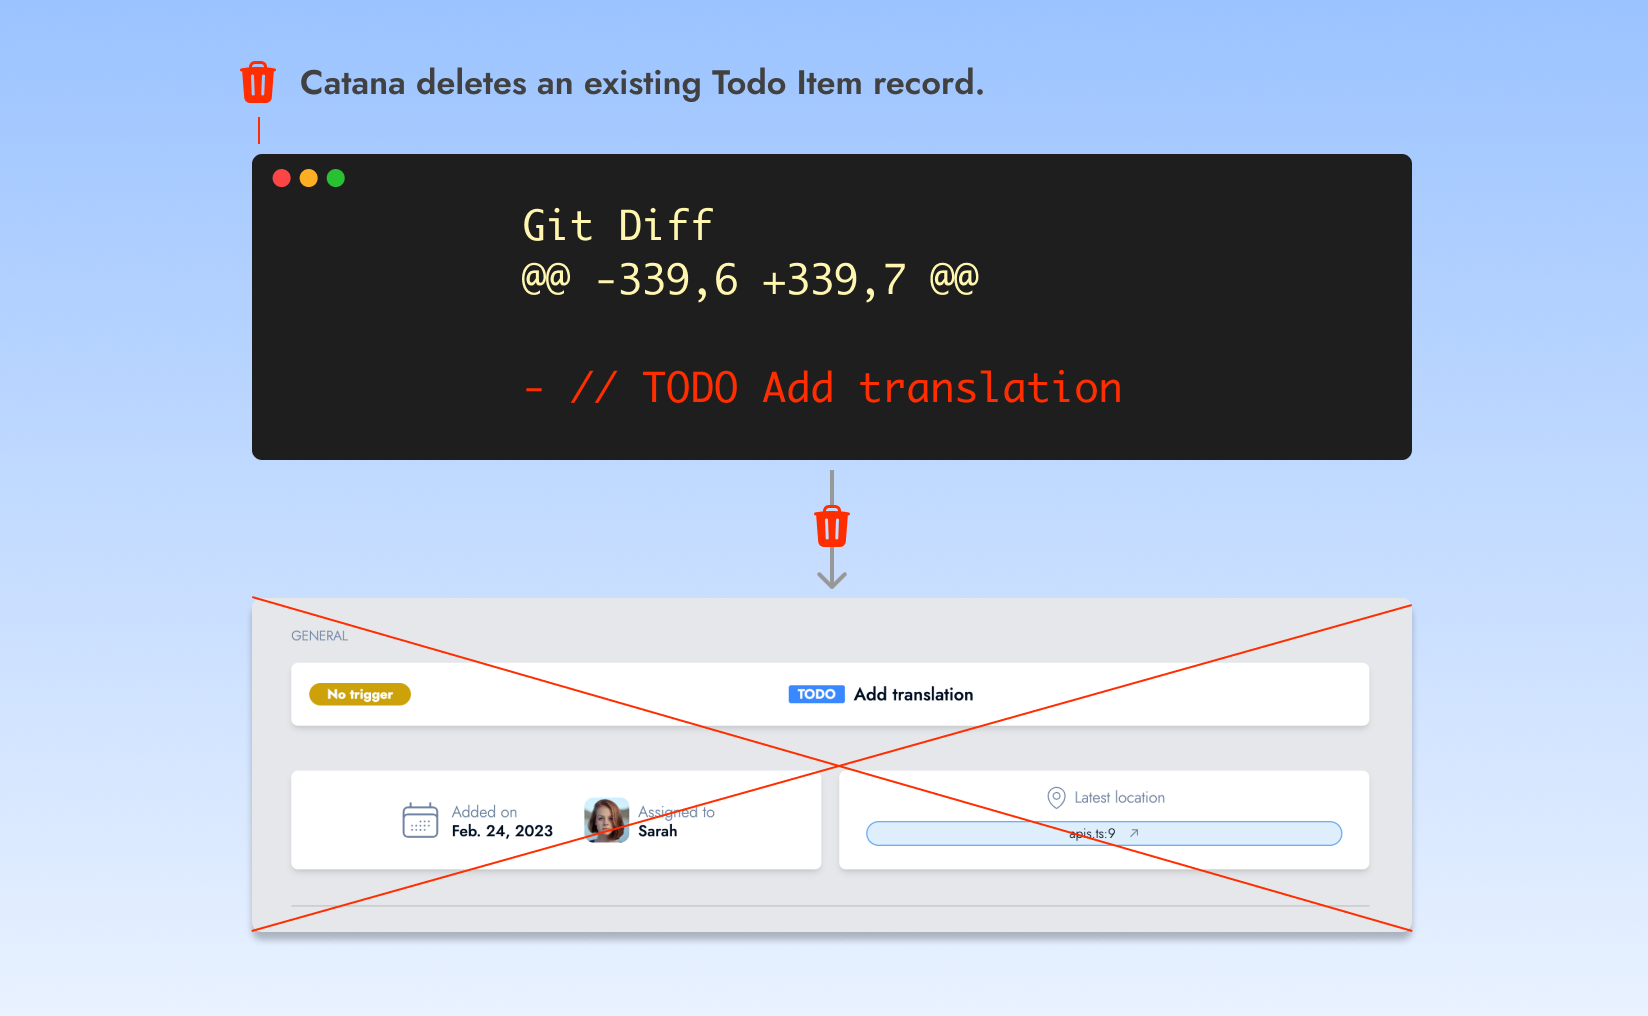 Catana deletes an existing Todo Item record.
Git Diff
@@ -339,6 +339,7 @@
- // TODO Add translation
GENERAL
No trigger
TODO Add translation
Added on
Feb. 24, 2023
Assigned to
Sarah
Latest location
apis.ts:9